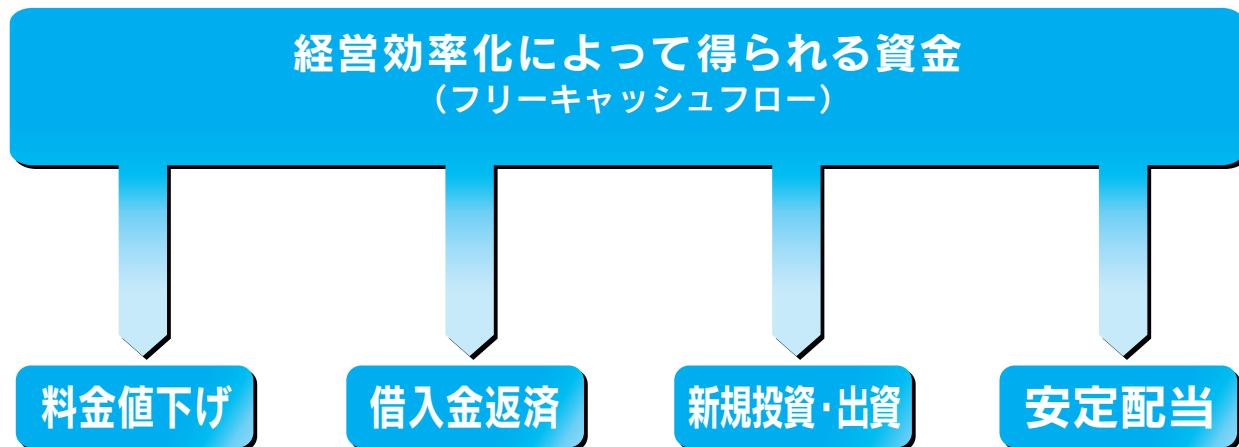 経営効率化によって得られる資金
（フリーキャッシュフロー）
料金値下げ
借入金返済
新規投資・出資
安定配当